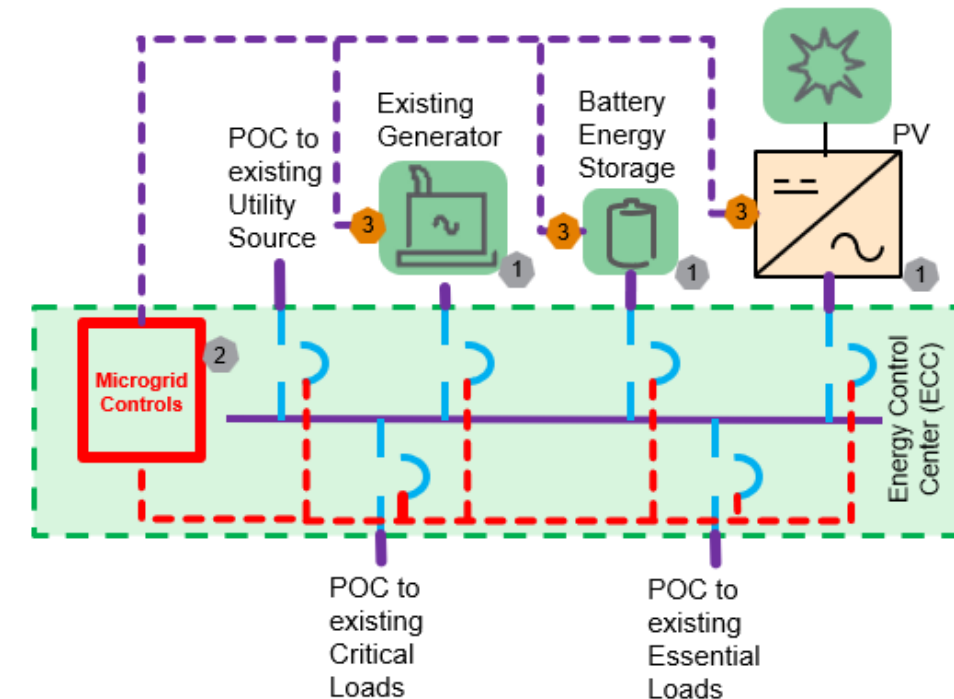 POC to
existing
Utility
Source
Existing
Generator
Battery
Energy
Storage
PV
3
3
3
1
1
1
2
Microgrid
Controls
Energy Control
Center (ECC)
POC to
existing
Critical
Loads
POC to
existing
Essential
Loads